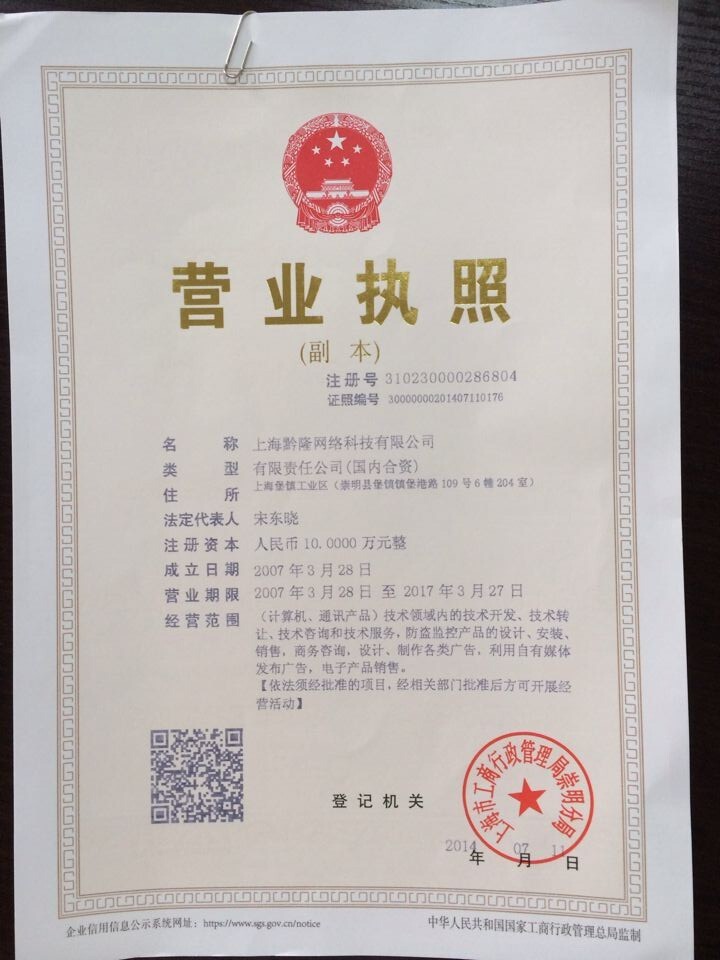 营业执照
(副 本)
注册号 310230000286804
证照编号 30000000201407110176
名 称 上海黔隆网络科技有限公司
类 型 有限责任公司(国内合资)
住 所 上海堡镇工业区（崇明县堡镇镇堡港路109号6幢204室）
法定代表人 宋东晓
注册资本 人民币10.0000万元整
成立日期 2007年3月28日
营业期限 2007年3月28日 至 2017年3月27日
经营范围 （计算机、通讯产品）技术领域内的技术开发、技术转
让、技术咨询和技术服务，防盗监控产品的设计、安装、
销售，商务咨询，设计、制作各类广告，利用自有媒体
发布广告，电子产品销售。
【依法须经批准的项目，经相关部门批准后方可开展经
营活动】
上海市工商行政管理局崇明分局
登记机关
2014年 07月 11日
企业信用信息公示系统网址：https://www.sgs.gov.cn/notice
中华人民共和国国家工商行政管理总局监制